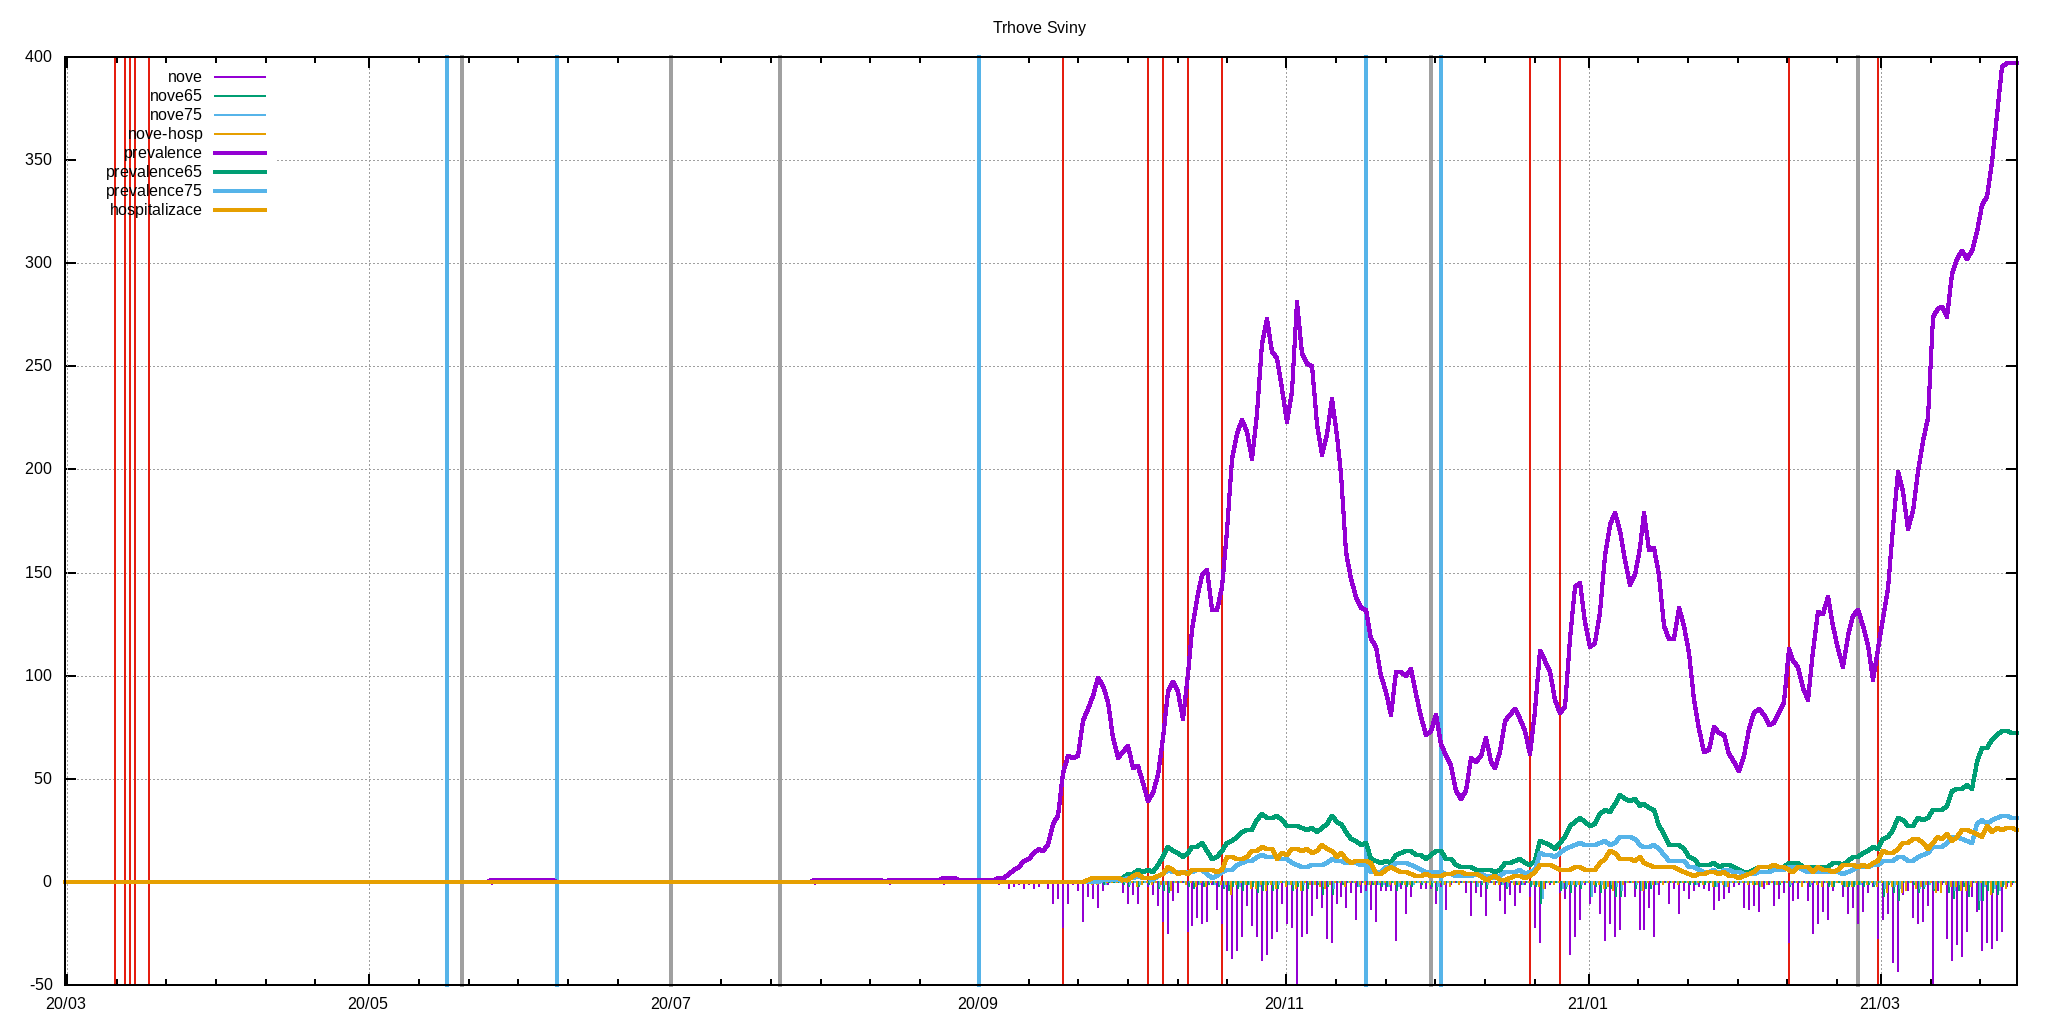 Trhove Sviny
400
350
300
250
200
150
100
50
0
-50
nove
nove65
nove75
nove-hosp
prevalence
prevalence65
prevalence75
hospitalizace
20/03 20/05 20/07 20/09 20/11 21/01 21/03